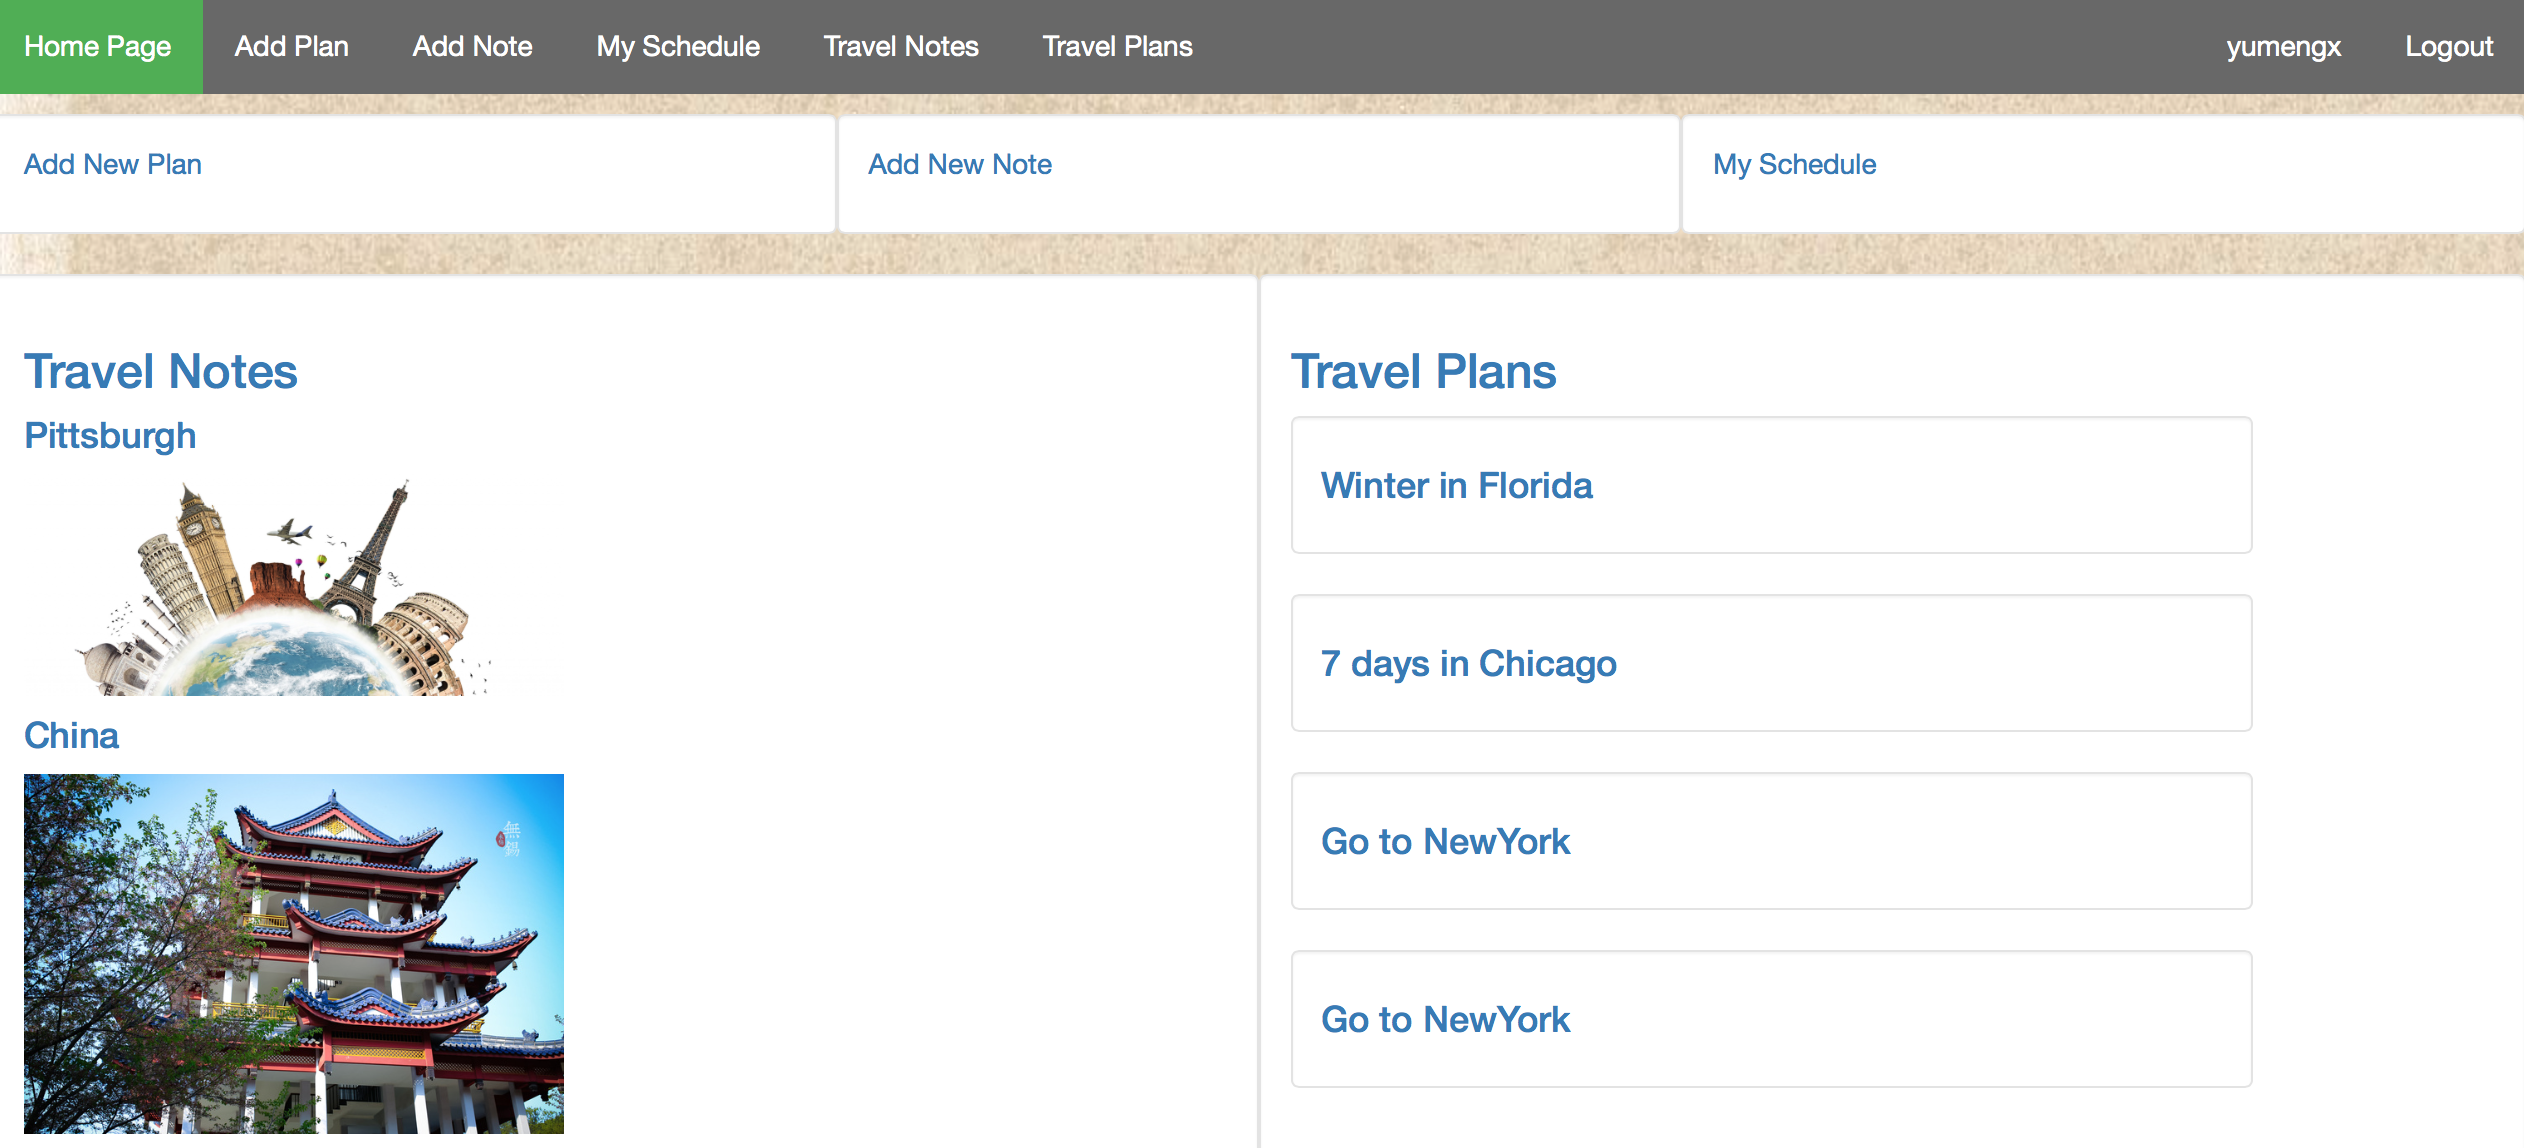 Home Page Add Plan Add Note My Schedule Travel Notes Travel Plans yumengx Logout
Add New Plan Add New Note My Schedule
Travel Notes
Pittsburgh
China
無錫
Travel Plans
Winter in Florida
7 days in Chicago
Go to NewYork
Go to NewYork